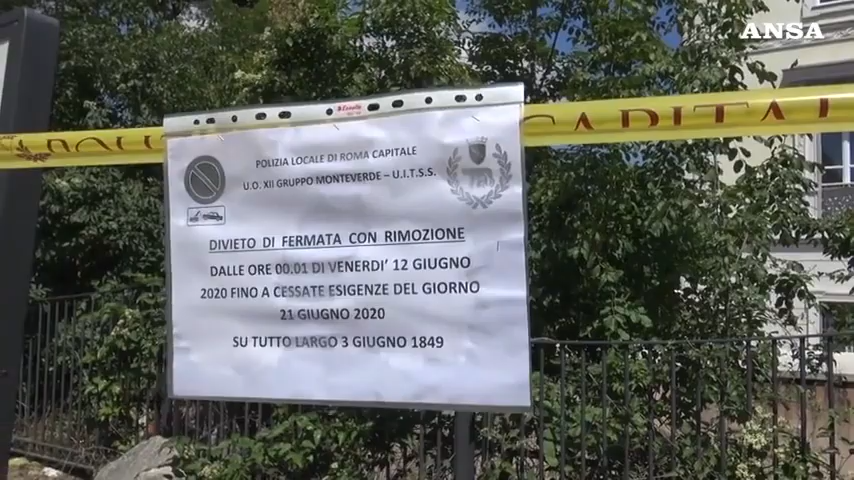 ANSA
CAPITAL
POLIZIA LOCALE DI ROMA CAPITALE
U.O. XII GRUPPO MONTEVERDE – U.I.T.S.S.
DIVIETO DI FERMATA CON RIMOZIONE
DALLE ORE 00.01 DI VENERDI' 12 GIUGNO
2020 FINO A CESSATE ESIGENZE DEL GIORNO
21 GIUGNO 2020
SU TUTTO LARGO 3 GIUGNO 1849